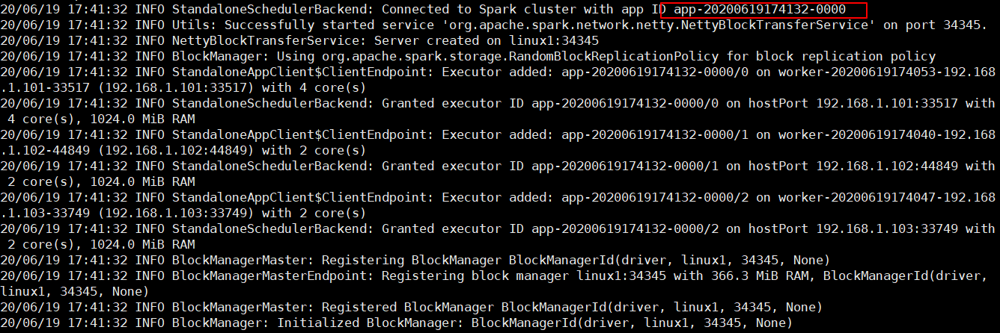 20/06/19 17:41:32 INFO StandaloneSchedulerBackend: Connected to Spark cluster with app ID app-20200619174132-0000
20/06/19 17:41:32 INFO Utils: Successfully started service 'org.apache.spark.network.netty.NettyBlockTransferService' on port 34345.
20/06/19 17:41:32 INFO NettyBlockTransferService: Server created on linux1:34345
20/06/19 17:41:32 INFO BlockManager: Using org.apache.spark.storage.RandomBlockReplicationPolicy for block replication policy
20/06/19 17:41:32 INFO StandaloneAppClient$ClientEndpoint: Executor added: app-20200619174132-0000/0 on worker-20200619174053-192.168
.1.101-33517 (192.168.1.101:33517) with 4 core(s)
20/06/19 17:41:32 INFO StandaloneSchedulerBackend: Granted executor ID app-20200619174132-0000/0 on hostPort 192.168.1.101:33517 with
 4 core(s), 1024.0 MiB RAM
20/06/19 17:41:32 INFO StandaloneAppClient$ClientEndpoint: Executor added: app-20200619174132-0000/1 on worker-20200619174040-192.168
.1.102-44849 (192.168.1.102:44849) with 2 core(s)
20/06/19 17:41:32 INFO StandaloneSchedulerBackend: Granted executor ID app-20200619174132-0000/1 on hostPort 192.168.1.102:44849 with
 2 core(s), 1024.0 MiB RAM
20/06/19 17:41:32 INFO StandaloneAppClient$ClientEndpoint: Executor added: app-20200619174132-0000/2 on worker-20200619174047-192.168
.1.103-33749 (192.168.1.103:33749) with 2 core(s)
20/06/19 17:41:32 INFO StandaloneSchedulerBackend: Granted executor ID app-20200619174132-0000/2 on hostPort 192.168.1.103:33749 with
 2 core(s), 1024.0 MiB RAM
20/06/19 17:41:32 INFO BlockManagerMaster: Registering BlockManager BlockManagerId(driver, linux1, 34345, None)
20/06/19 17:41:32 INFO BlockManagerMasterEndpoint: Registering block manager linux1:34345 with 366.3 MiB RAM, BlockManagerId(driver,
linux1, 34345, None)
20/06/19 17:41:32 INFO BlockManagerMaster: Registered BlockManager BlockManagerId(driver, linux1, 34345, None)
20/06/19 17:41:32 INFO BlockManager: Initialized BlockManager: BlockManagerId(driver, linux1, 34345, None)